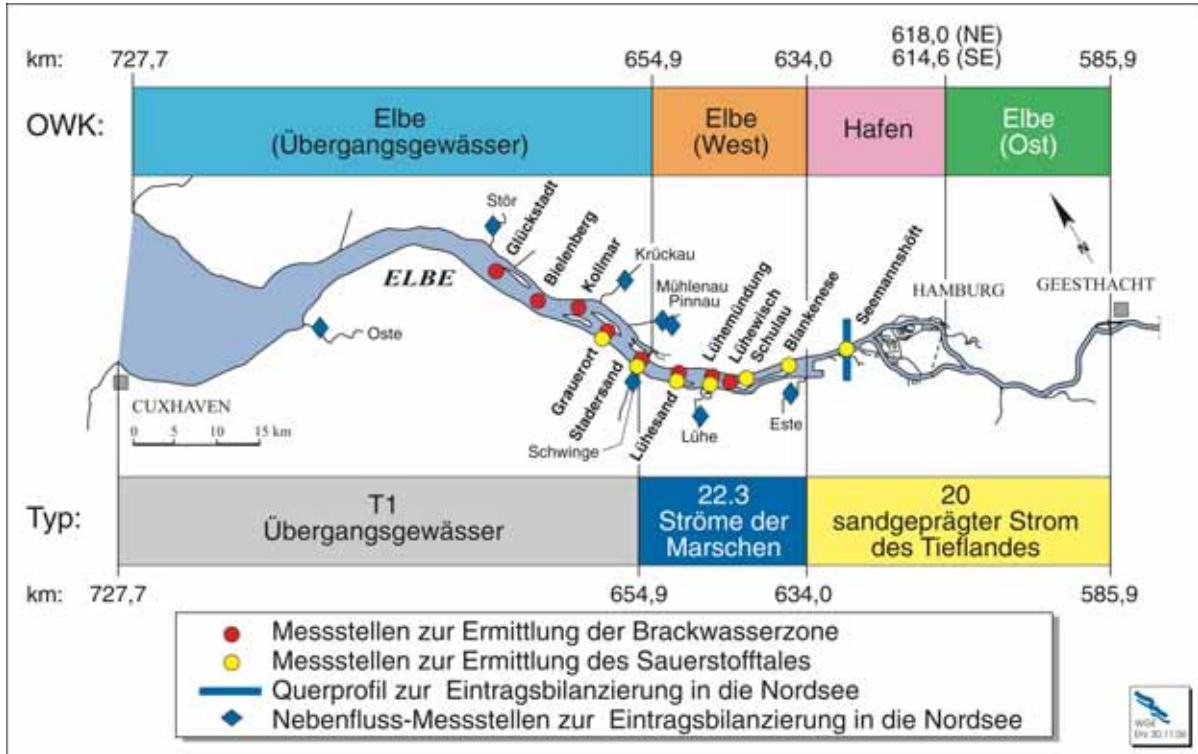 618,0 (NE)
km: 727,7 654,9 634,0 614,6 (SE) 585,9
OWK:
Elbe
(Übergangsgewässer)
Elbe
(West)
Hafen
Elbe
(Ost)
Stör
Glückstadt
Bielenberg
Kollmar
Krückau
Mühlenau
Pinnau
Lühemündung
Lühewisch
Schulau
Blankenese
Seemannshöft
HAMBURG
GEESTHACHT
N
ELBE
Oste
CUXHAVEN
0 5 10 15 km
Grauerort
Stadersand
Schwinge
Lühesand
Lühe
Este
Typ:
T1
Übergangsgewässer
22.3
Ströme der
Marschen
20
sandgeprägter Strom
des Tieflandes
km: 727,7 654,9 634,0 585,9
Messstellen zur Ermittlung der Brackwasserzone
Messstellen zur Ermittlung des Sauerstofftales
Querprofil zur Eintragsbilanzierung in die Nordsee
Nebenfluss-Messstellen zur Eintragsbilanzierung in die Nordsee
WGE